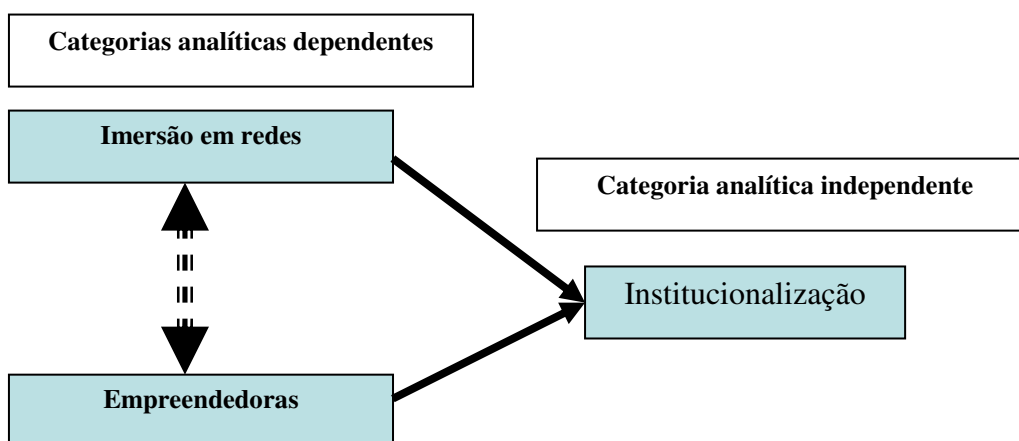 Categorias analíticas dependentes
Imersão em redes
Categoria analítica independente
Institucionalização
Empreendedoras